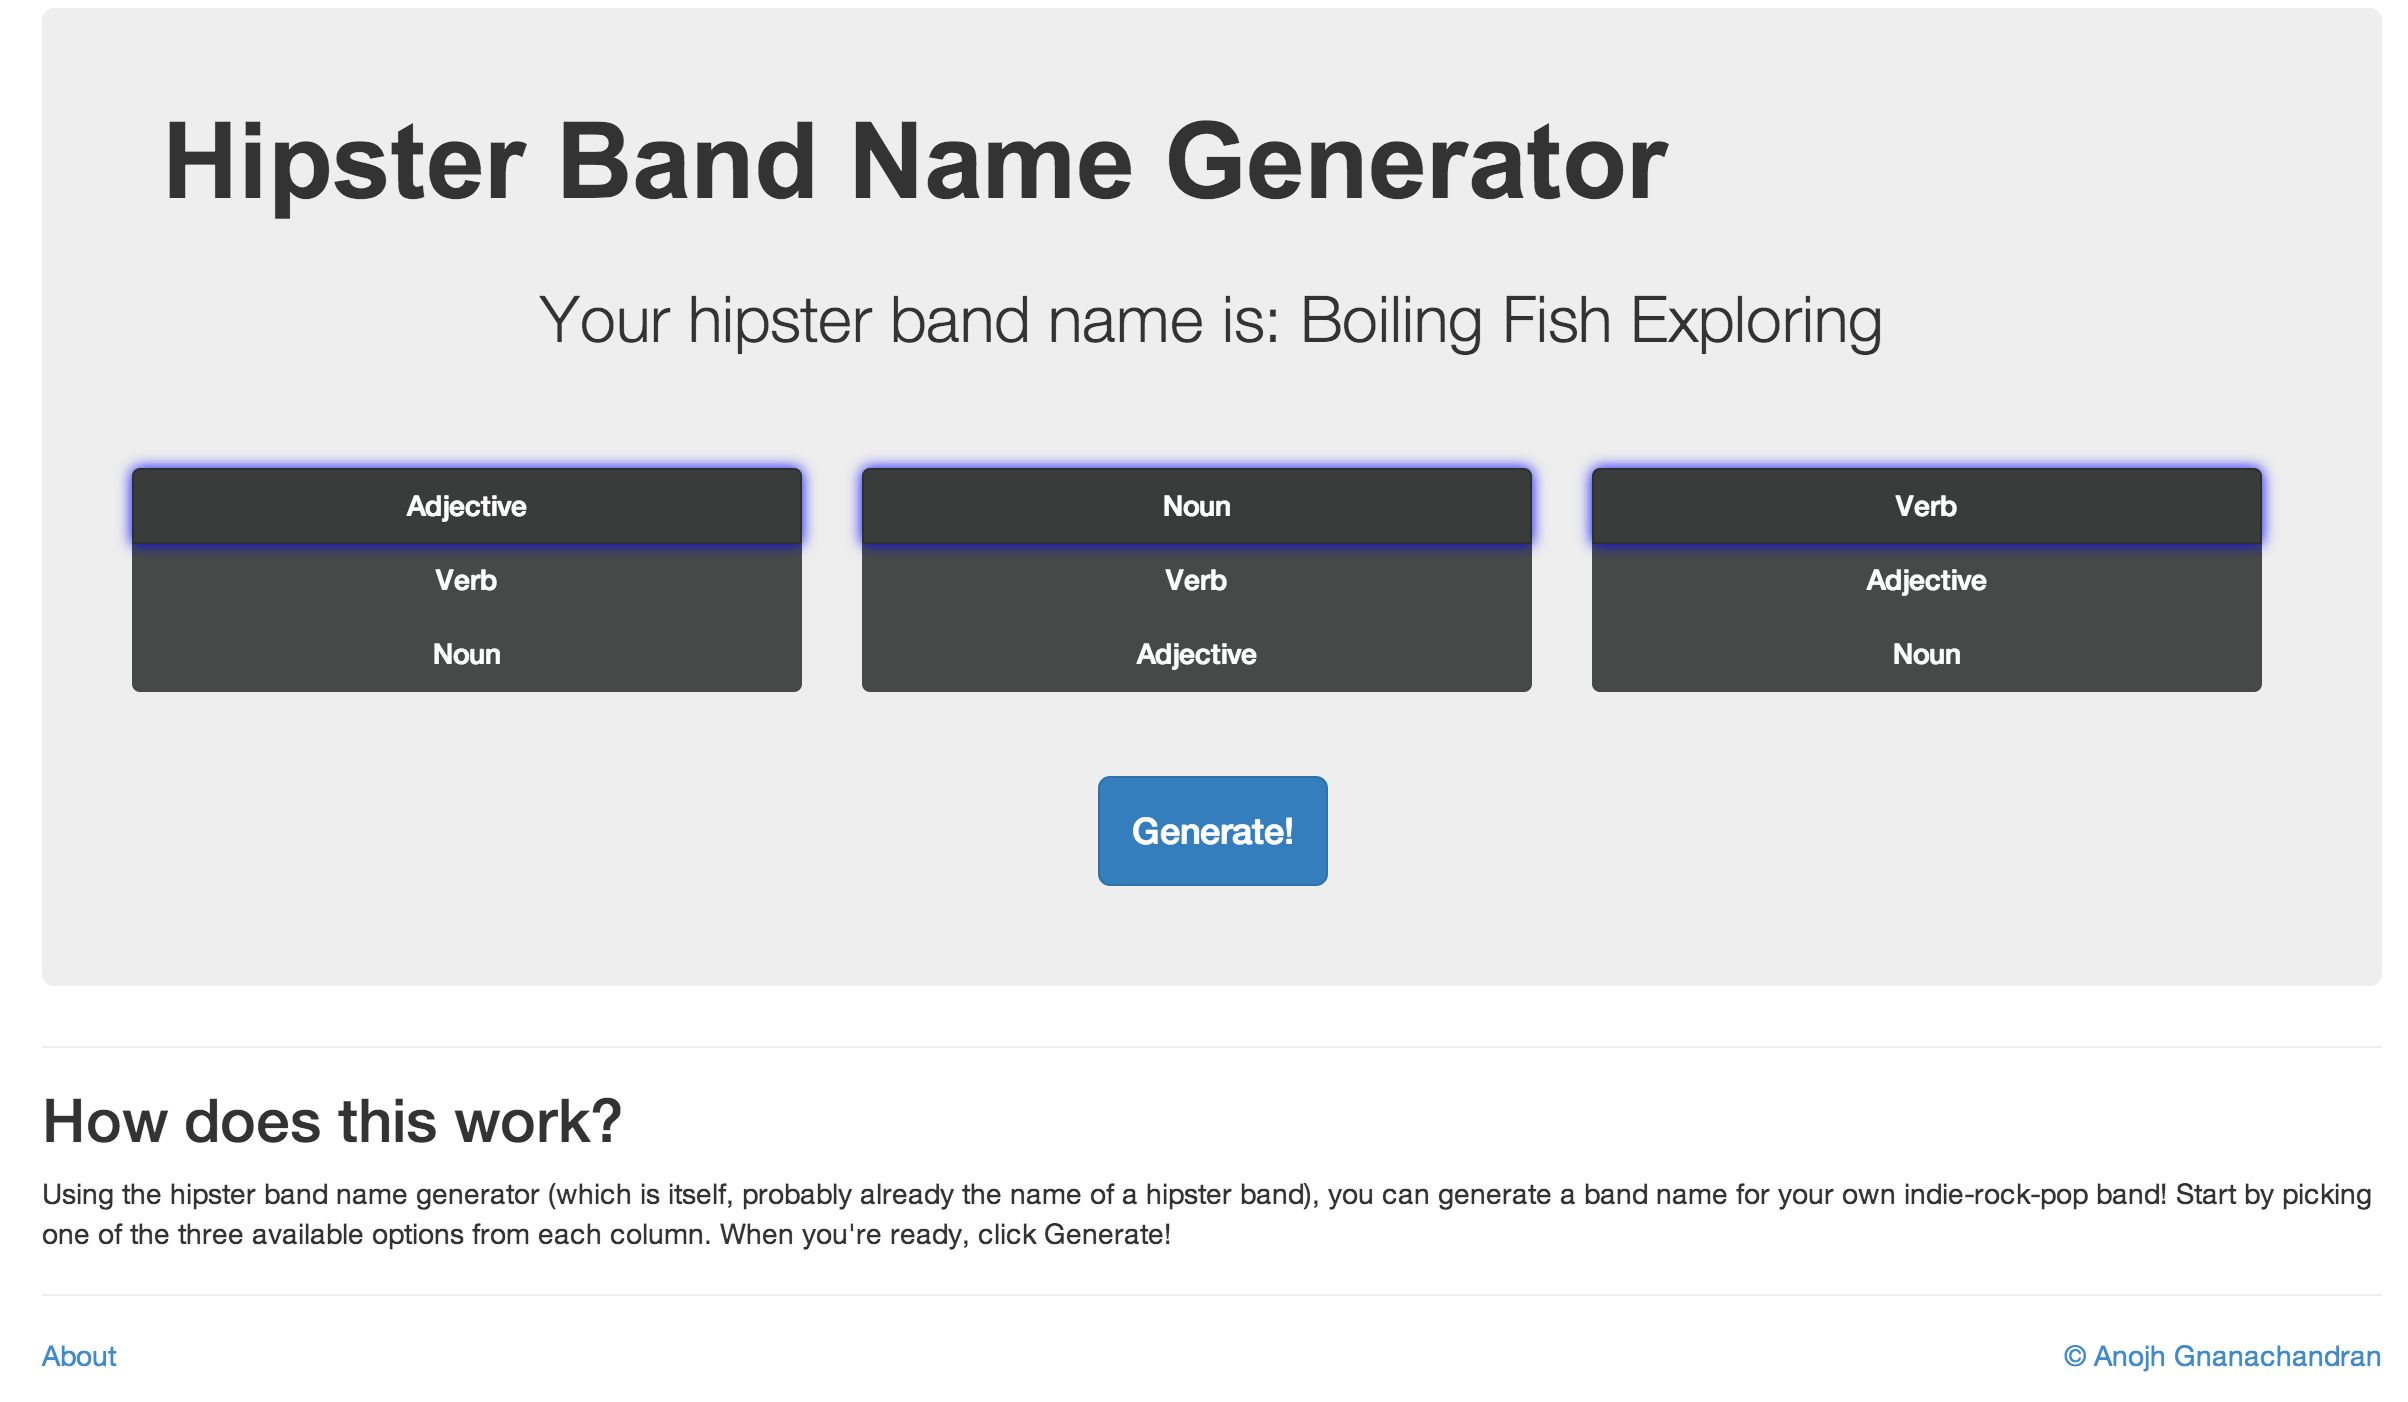 Hipster Band Name Generator
Your hipster band name is: Boiling Fish Exploring
Adjective
Verb
Noun
Noun
Verb
Adjective
Verb
Adjective
Noun
Generate!
How does this work?
Using the hipster band name generator (which is itself, probably already the name of a hipster band), you can generate a band name for your own indie-rock-pop band! Start by picking
one of the three available options from each column. When you're ready, click Generate!
About
© Anojh Gnanachandran